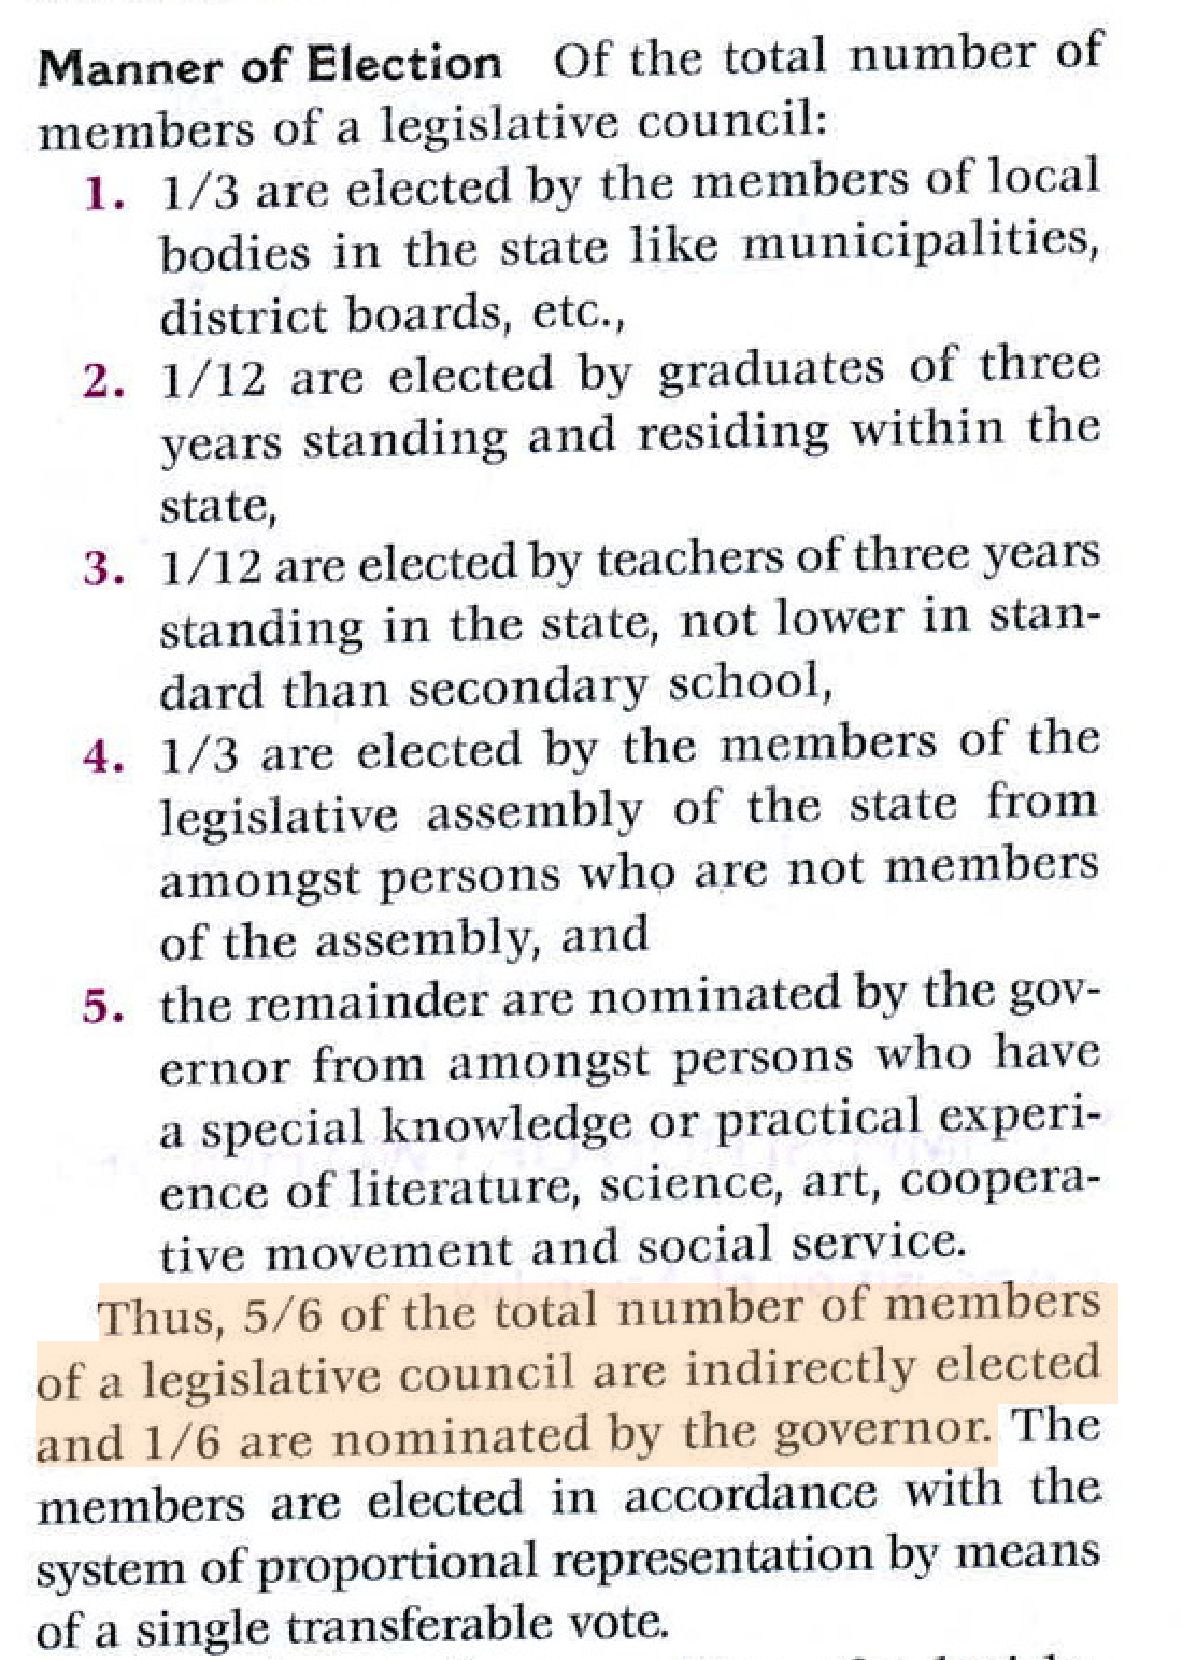 Manner of Election Of the total number of
members of a legislative council:
1. 1/3 are elected by the members of local
bodies in the state like municipalities,
district boards, etc.,
2. 1/12 are elected by graduates of three
years standing and residing within the
state,
3. 1/12 are elected by teachers of three years
standing in the state, not lower in stan-
dard than secondary school,
4. 1/3 are elected by the members of the
legislative assembly of the state from
amongst persons who are not members
of the assembly, and
5. the remainder are nominated by the gov-
ernor from amongst persons who have
a special knowledge or practical experi-
ence of literature, science, art, coopera-
tive movement and social service.
Thus, 5/6 of the total number of members
of a legislative council are indirectly elected
and 1/6 are nominated by the governor. The
members are elected in accordance with the
system of proportional representation by means
of a single transferable vote.